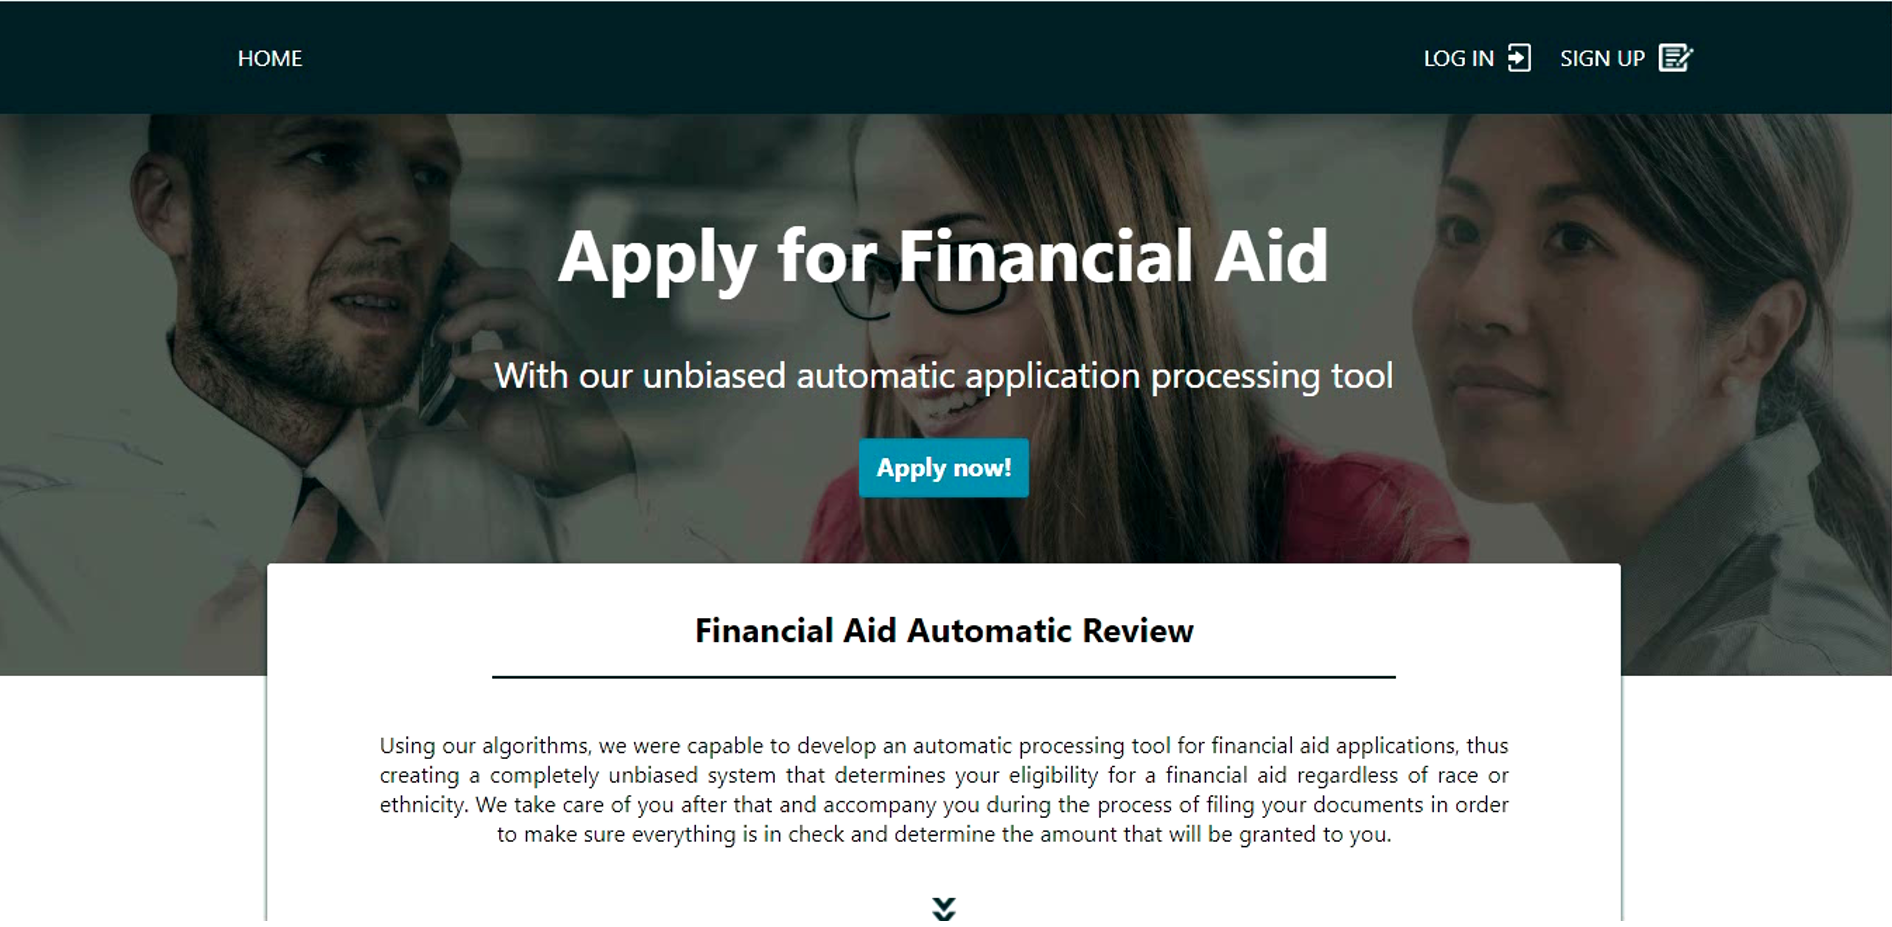 HOME
LOG IN
SIGN UP
Apply for Financial Aid
With our unbiased automatic application processing tool
Apply now!
Financial Aid Automatic Review
Using our algorithms, we were capable to develop an automatic processing tool for financial aid applications, thus
creating a completely unbiased system that determines your eligibility for a financial aid regardless of race or
ethnicity. We take care of you after that and accompany you during the process of filing your documents in order
to make sure everything is in check and determine the amount that will be granted to you.